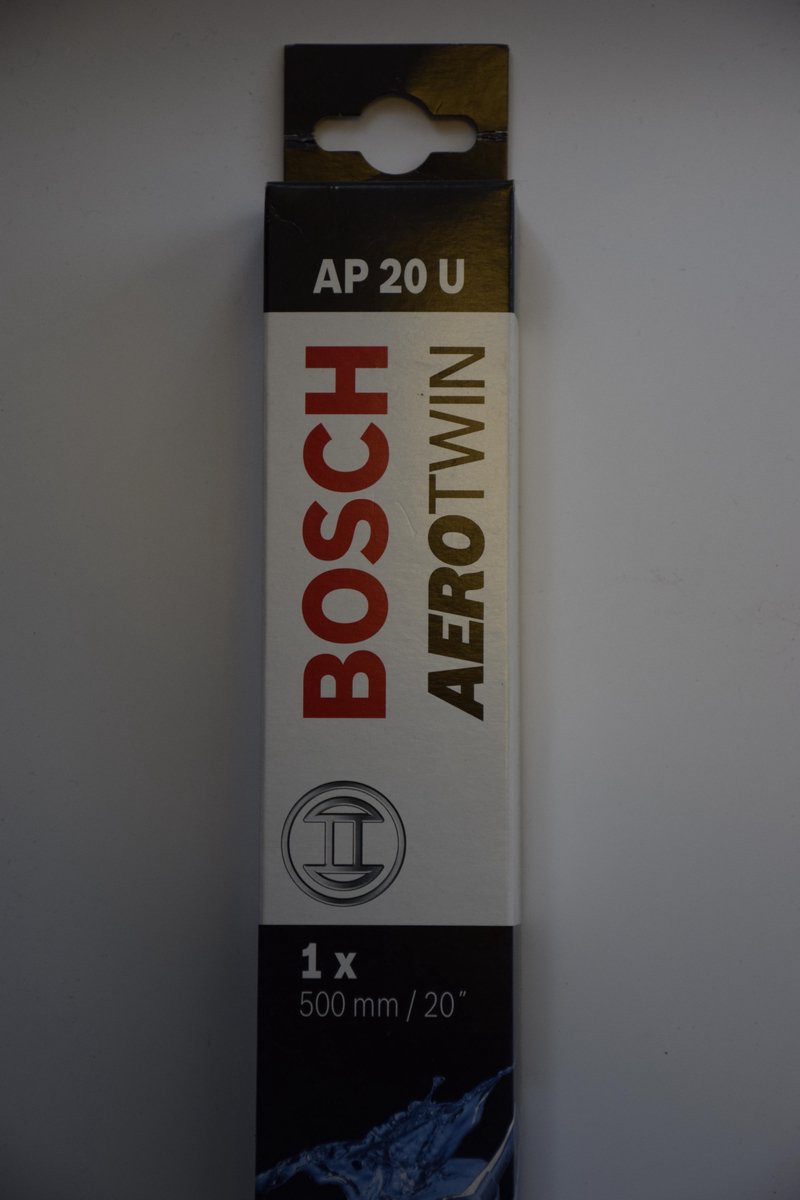 AP 20 U
BOSCH
AEROTWIN
1 x
500 mm / 20"